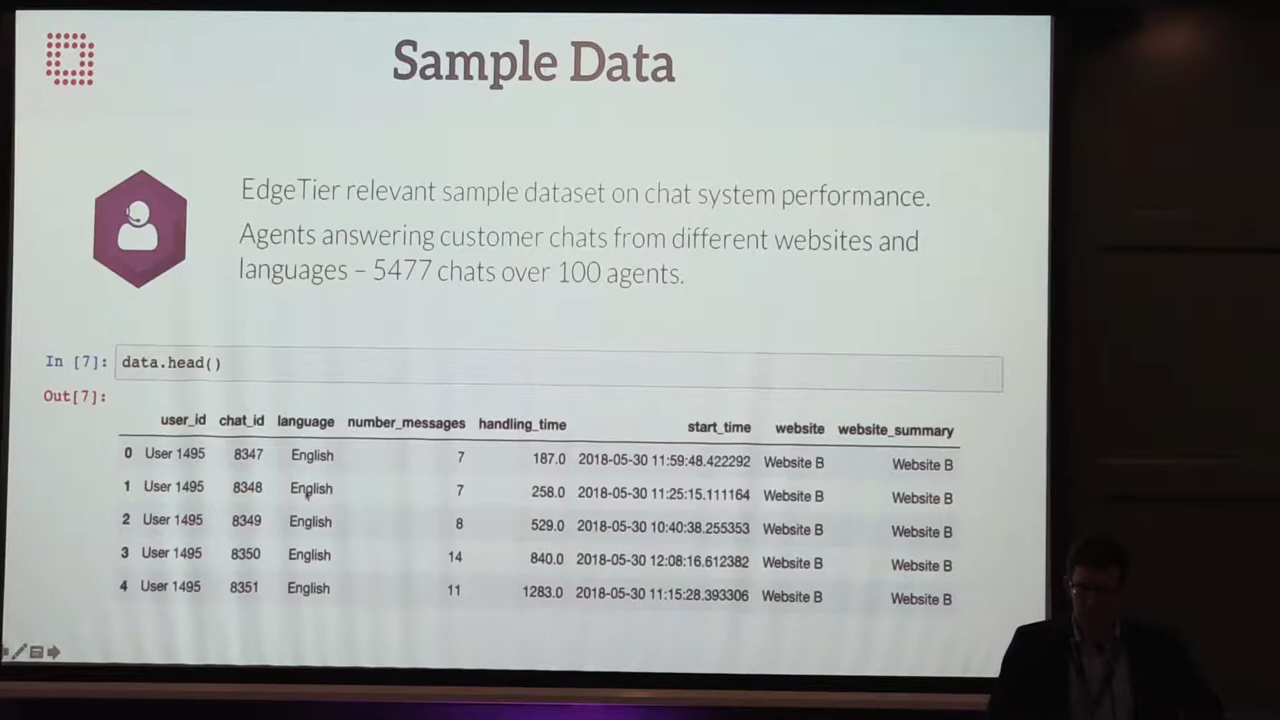 Sample Data
EdgeTier relevant sample dataset on chat system performance.
Agents answering customer chats from different websites and
languages – 5477 chats over 100 agents.
In [7]: data.head()
Out[7]:
user_id chat_id language number_messages handling_time start_time website website_summary
0 User 1495 8347 English 7 187.0 2018-05-30 11:59:48.422292 Website B Website B
1 User 1495 8348 English 7 258.0 2018-05-30 11:25:15.111164 Website B Website B
2 User 1495 8349 English 8 529.0 2018-05-30 10:40:38.255353 Website B Website B
3 User 1495 8350 English 14 840.0 2018-05-30 12:08:16.612382 Website B Website B
4 User 1495 8351 English 11 1283.0 2018-05-30 11:15:28.393306 Website B Website B